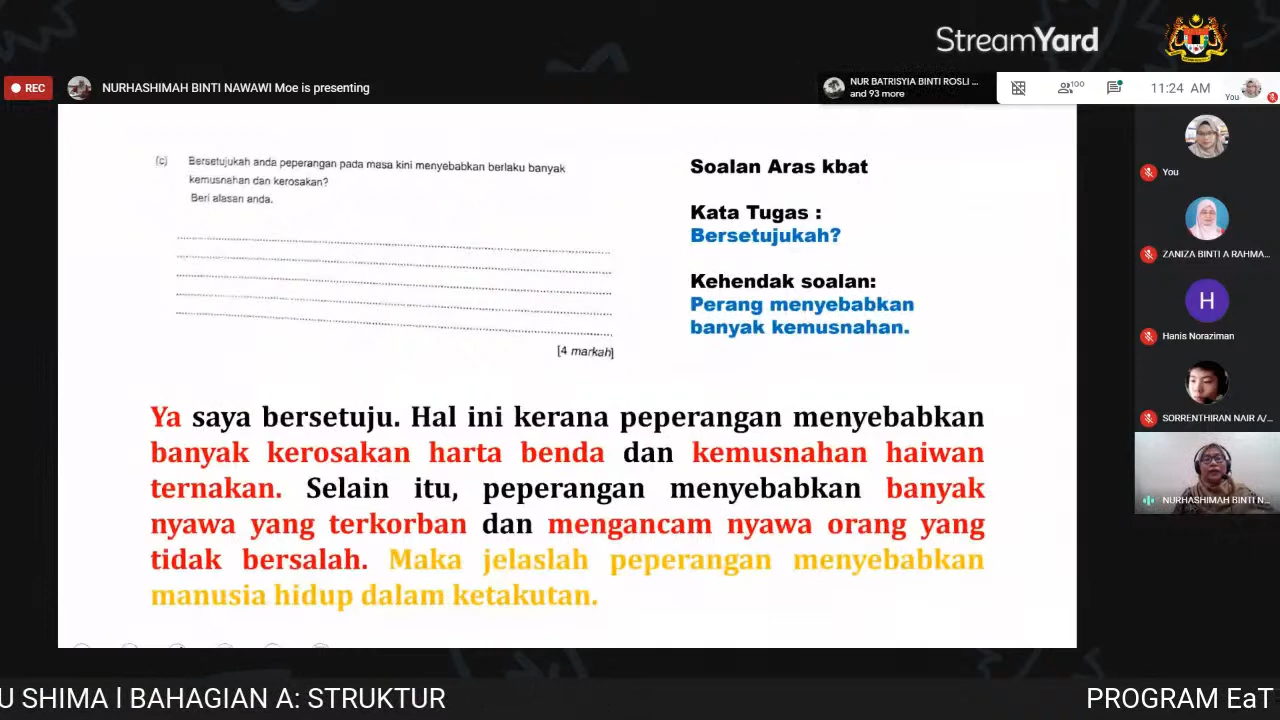 StreamYard
REC
NURHASHIMAH BINTI NAWAWI Moe is presenting
NUR BATRISYIA BINTI ROSLI ...
and 93 more
100
11:24 AM
You
(c) Bersetujukah anda peperangan pada masa kini menyebabkan berlaku banyak
kemusnahan dan kerosakan?
Beri alasan anda.
[4 markah]
Soalan Aras kbat
Kata Tugas :
Bersetujukah?
Kehendak soalan:
Perang menyebabkan
banyak kemusnahan.
Ya saya bersetuju. Hal ini kerana peperangan menyebabkan
banyak kerosakan harta benda dan kemusnahan haiwan
ternakan. Selain itu, peperangan menyebabkan banyak
nyawa yang terkorban dan mengancam nyawa orang yang
tidak bersalah. Maka jelaslah peperangan menyebabkan
manusia hidup dalam ketakutan.
You
ZANIZA BINTI A RAHMA...
H
Hanis Noraziman
SORRENTHIRAN NAIR A/...
NURHASHIMAH BINTI N...
U SHIMA l BAHAGIAN A: STRUKTUR
PROGRAM EaT